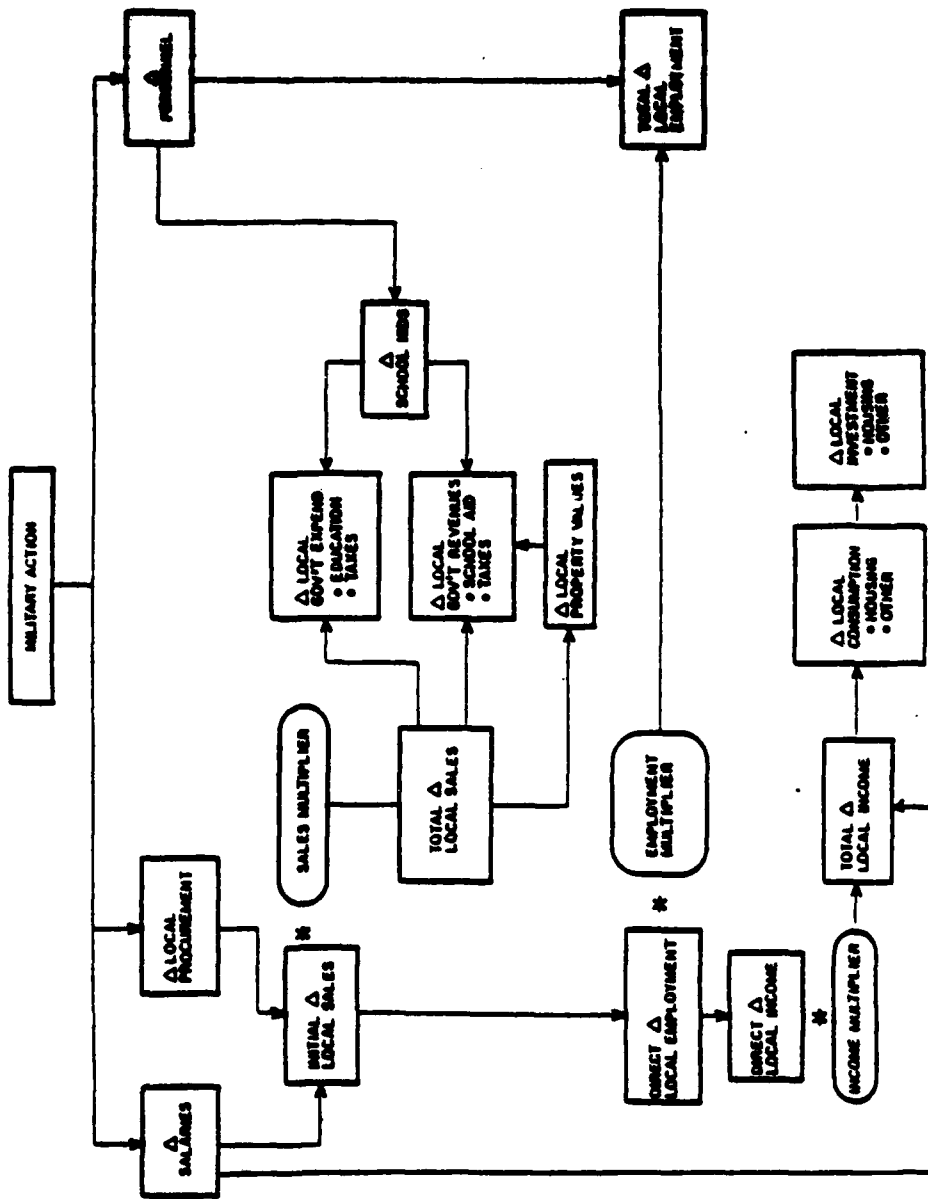 MILITARY ACTION
Δ
SALARIES
Δ LOCAL
PROCUREMENT
Δ
PERSONNEL
INITIAL Δ
LOCAL SALES
*
SALES MULTIPLIER
TOTAL Δ
LOCAL SALES
Δ LOCAL
GOV'T EXPEND.
• EDUCATION
• TAXES
Δ LOCAL
GOV'T REVENUES
• SCHOOL AID
• TAXES
Δ
SCHOOL KIDS
Δ LOCAL
PROPERTY VALUES
DIRECT Δ
LOCAL EMPLOYMENT
*
EMPLOYMENT
MULTIPLIER
TOTAL Δ
LOCAL
EMPLOYMENT
DIRECT Δ
LOCAL INCOME
*
INCOME MULTIPLIER
TOTAL Δ
LOCAL INCOME
Δ LOCAL
CONSUMPTION
• HOUSING
• OTHER
Δ LOCAL
INVESTMENT
• HOUSING
• OTHER